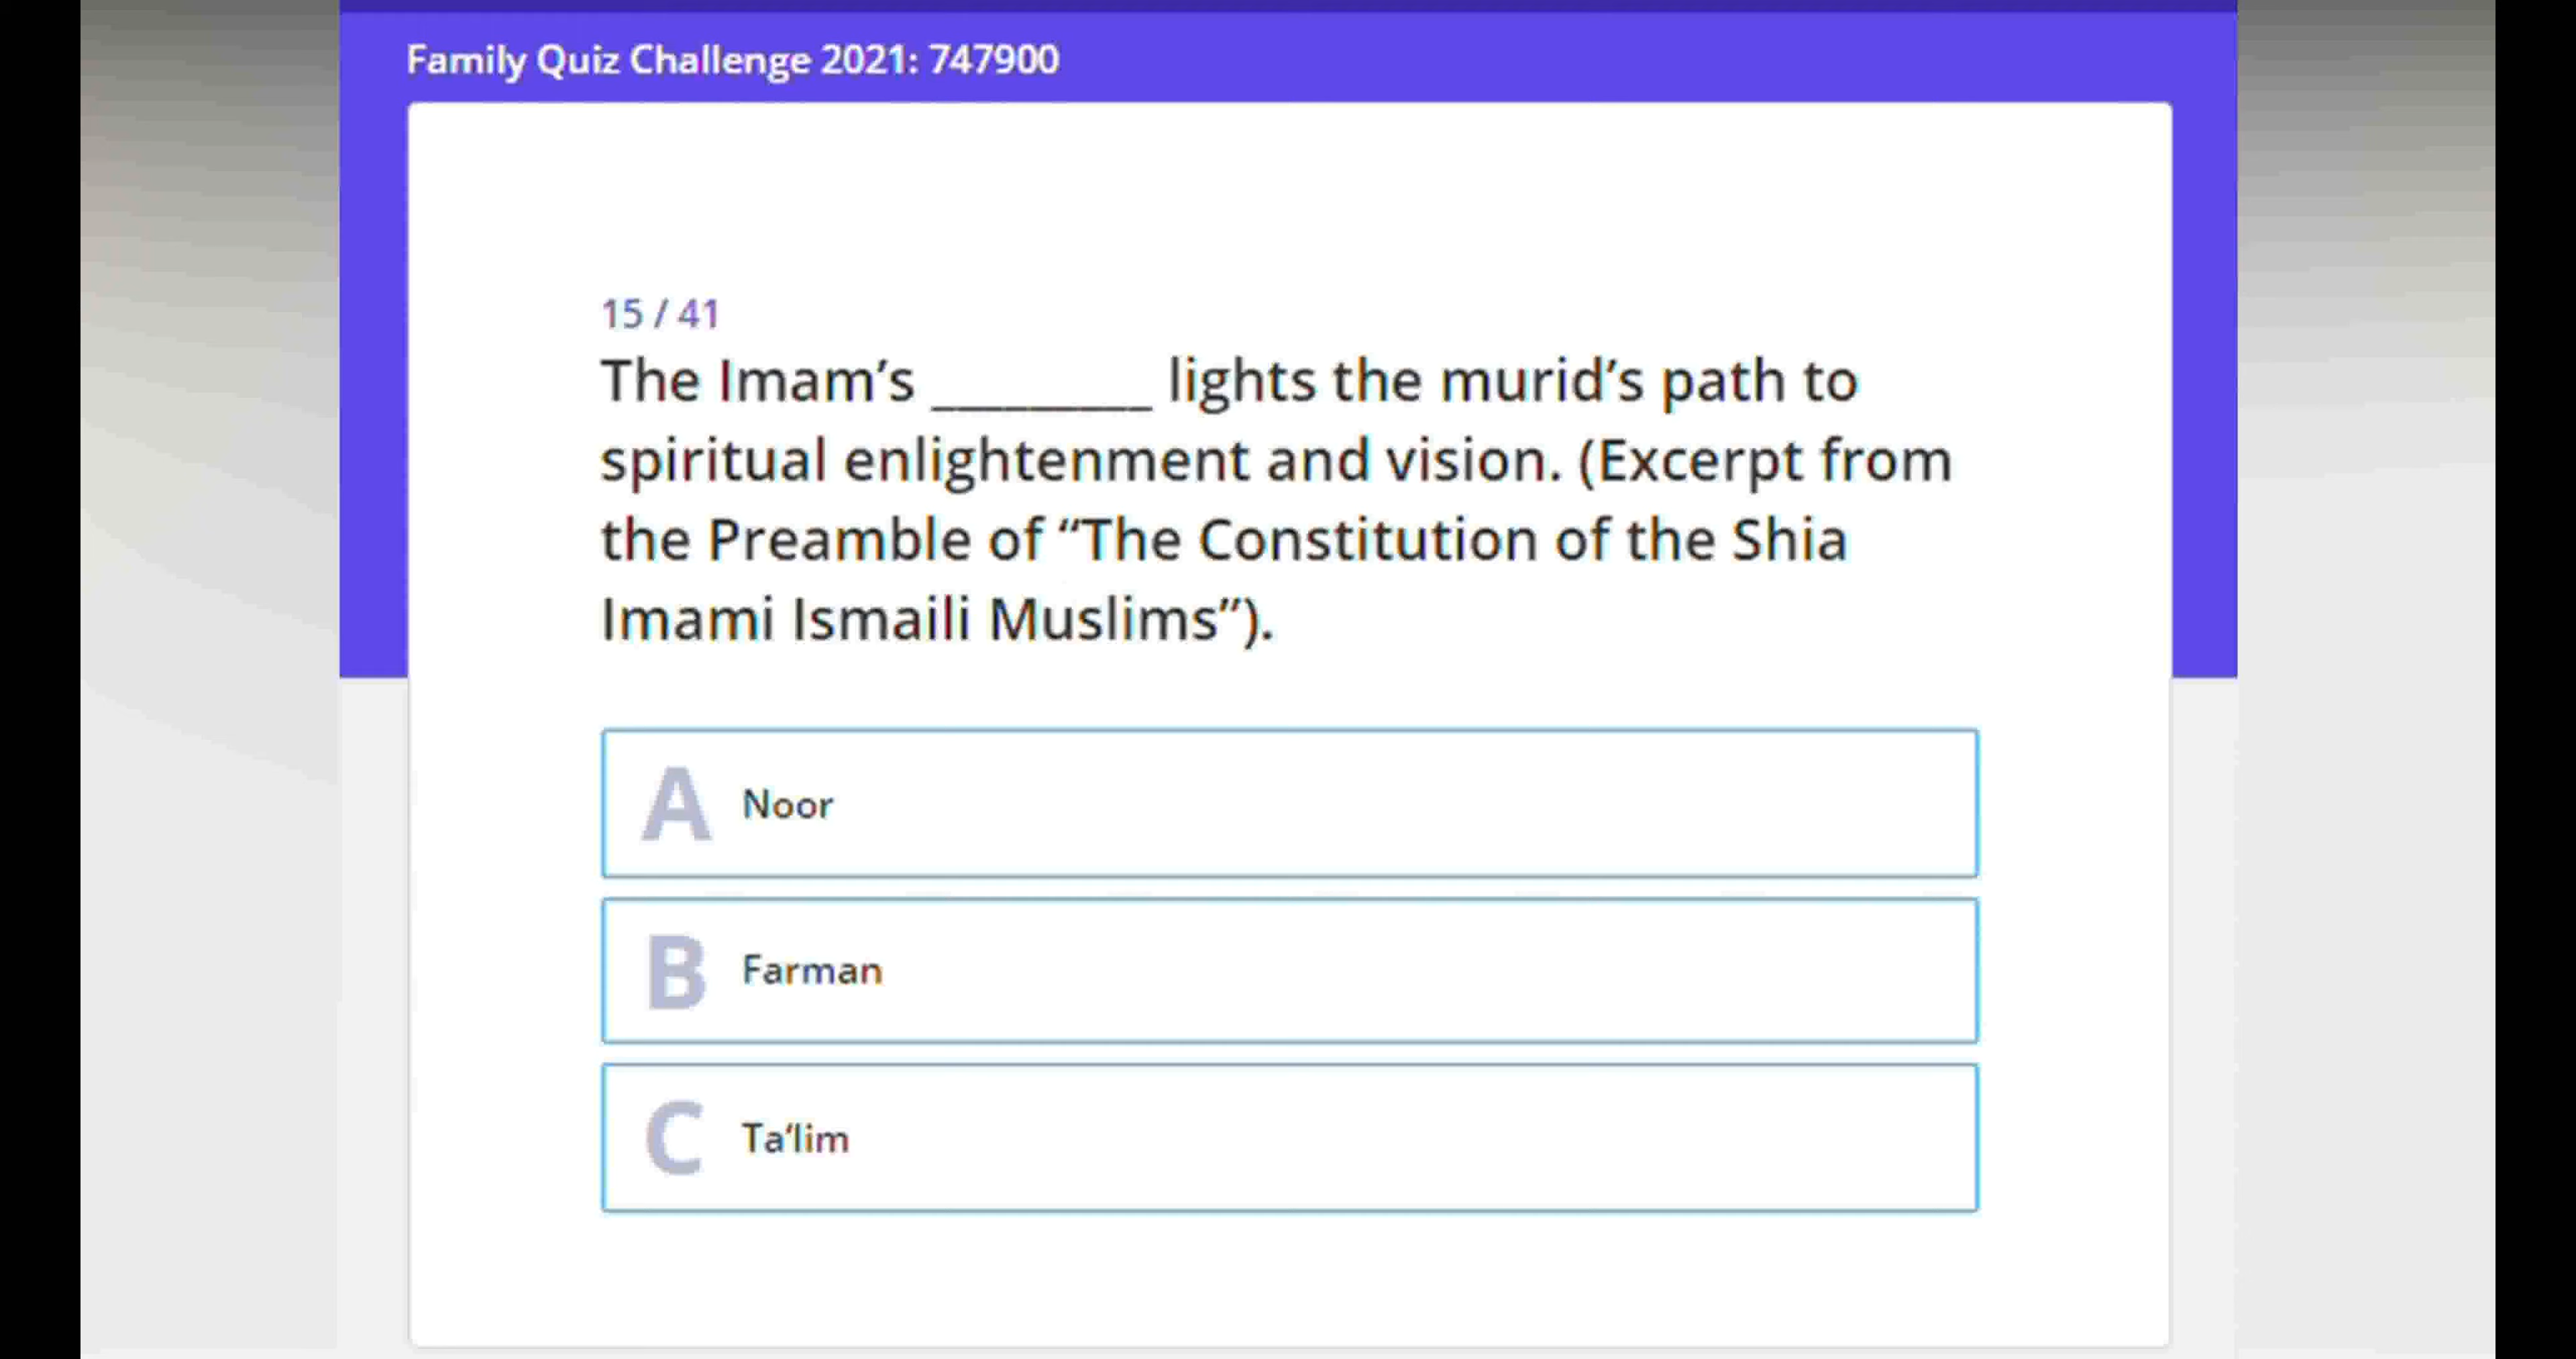 Family Quiz Challenge 2021: 747900
15 / 41
The Imam’s ________ lights the murid’s path to
spiritual enlightenment and vision. (Excerpt from
the Preamble of “The Constitution of the Shia
Imami Ismaili Muslims”).
A Noor
B Farman
C Ta‘lim